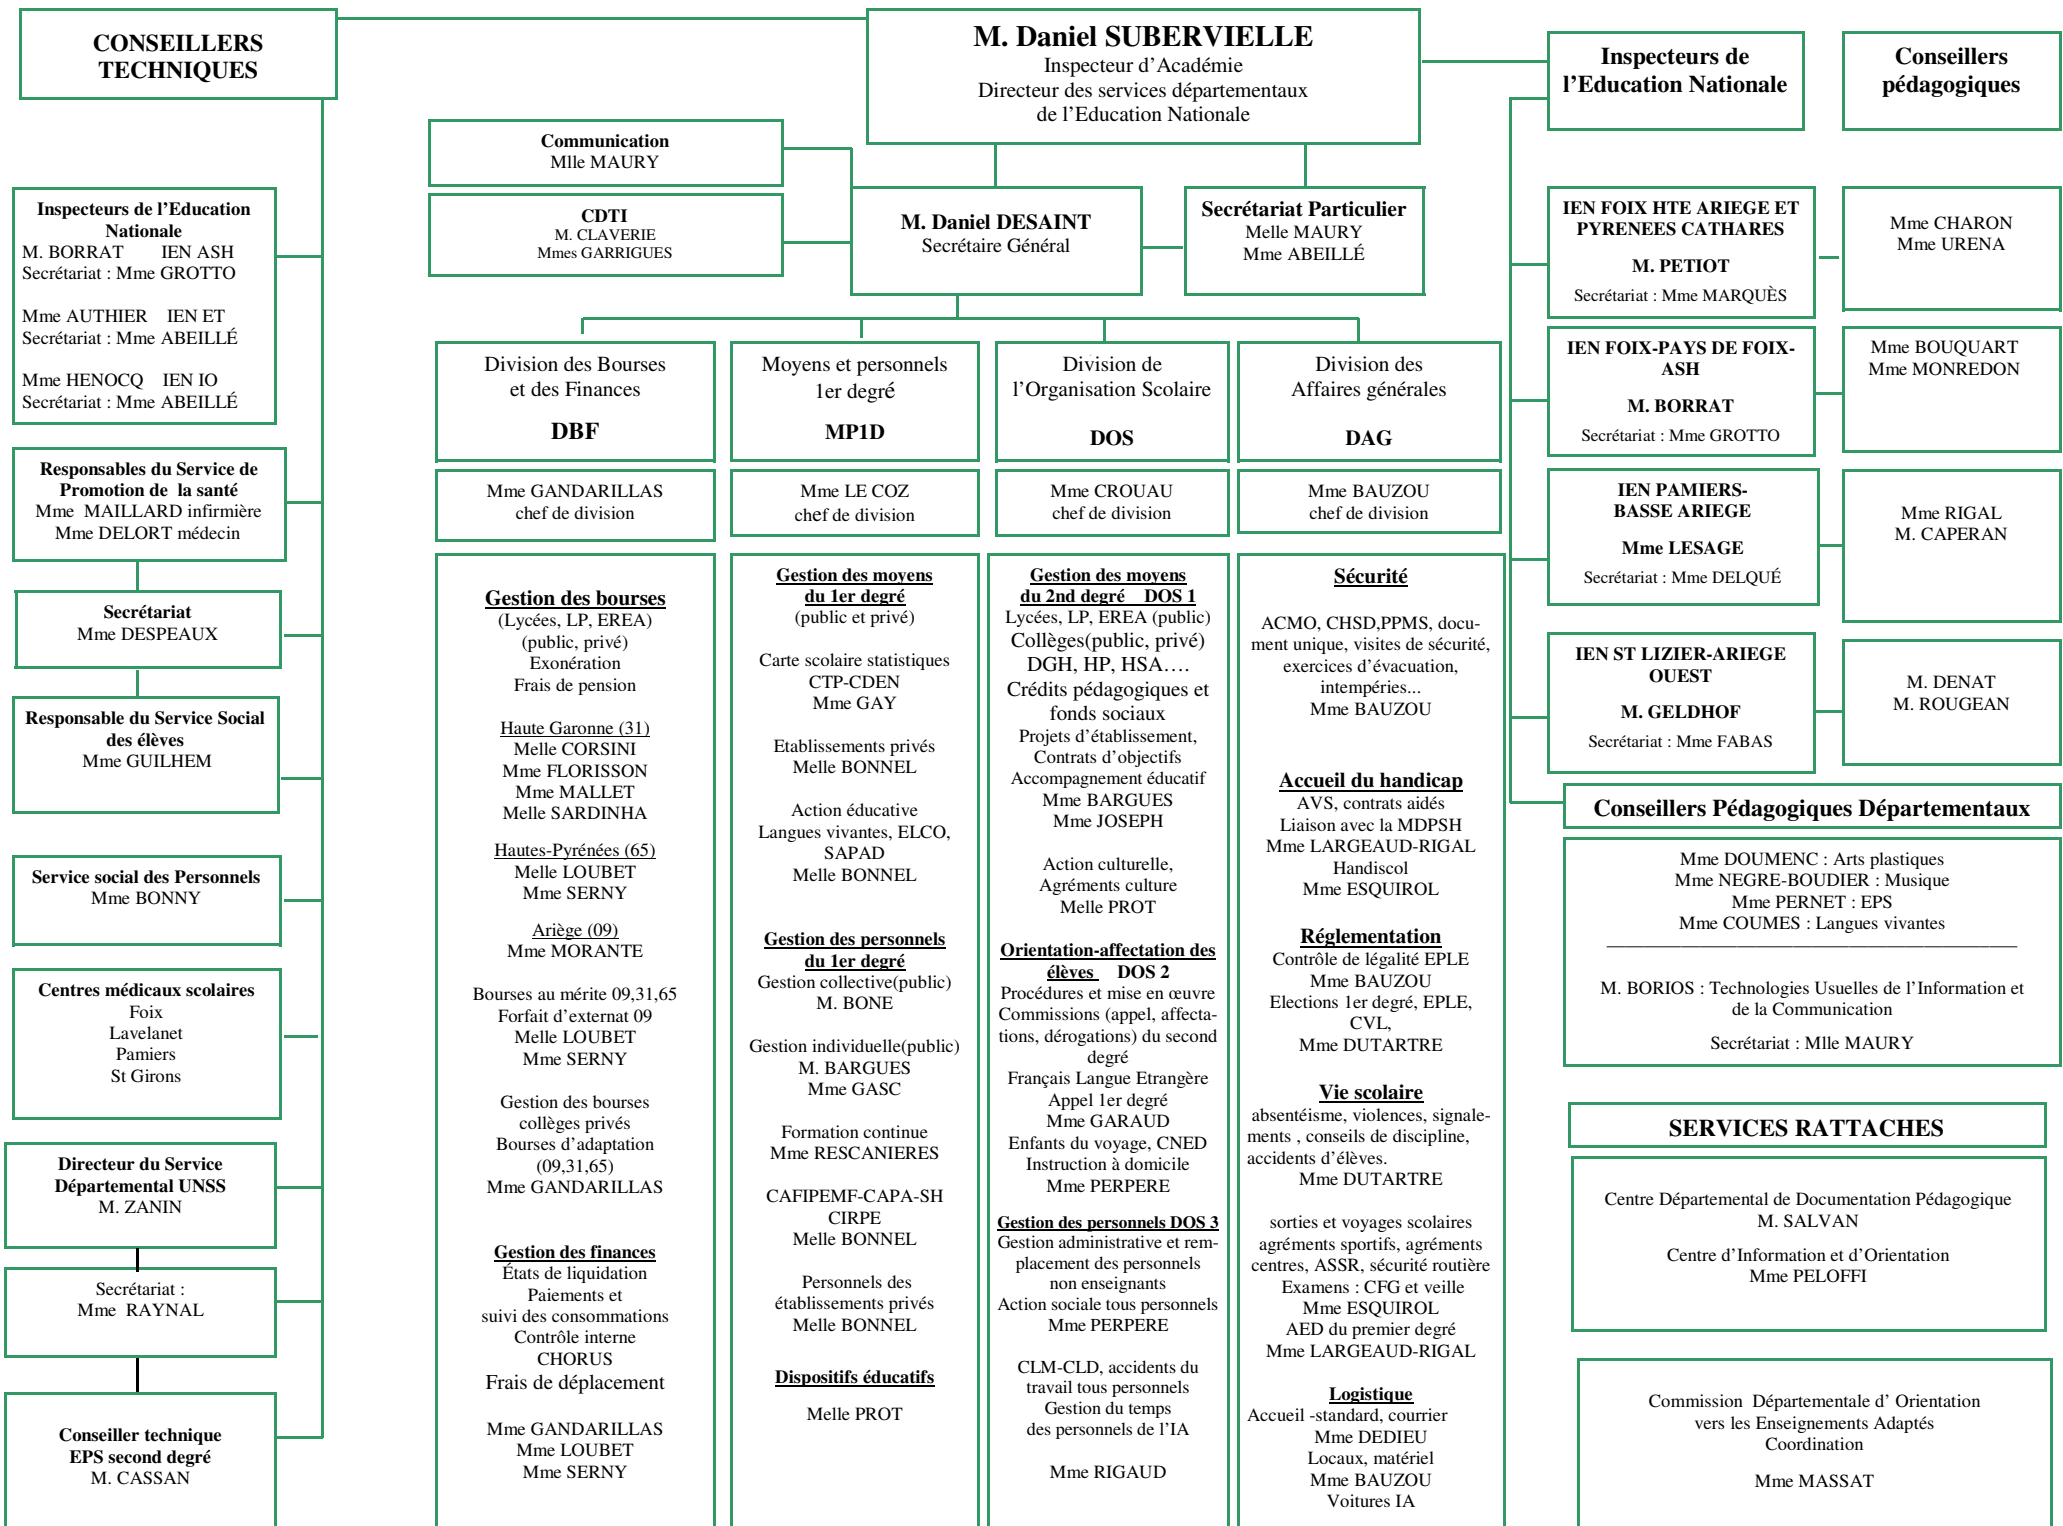 CONSEILLERS
TECHNIQUES
M. Daniel SUBERVIELLE
Inspecteur d’Académie
Directeur des services départementaux
de l’Education Nationale
Inspecteurs de
l’Education Nationale
Conseillers
pédagogiques
Communication
Mlle MAURY
CDTI
M. CLAVERIE
Mmes GARRIGUES
M. Daniel DESAINT
Secrétaire Général
Secrétariat Particulier
Melle MAURY
Mme ABEILLÉ
Inspecteurs de l’Education
Nationale
M. BORRAT IEN ASH
Secrétariat : Mme GROTTO
Mme AUTHIER IEN ET
Secrétariat : Mme ABEILLÉ
Mme HENOCQ IEN IO
Secrétariat : Mme ABEILLÉ
Responsables du Service de
Promotion de la santé
Mme MAILLARD infirmière
Mme DELORT médecin
Secrétariat
Mme DESPEAUX
Responsable du Service Social
des élèves
Mme GUILHEM
Service social des Personnels
Mme BONNY
Centres médicaux scolaires
Foix
Lavelanet
Pamiers
St Girons
Directeur du Service
Départemental UNSS
M. ZANIN
Secrétariat :
Mme RAYNAL
Conseiller technique
EPS second degré
M. CASSAN
Division des Bourses
et des Finances
DBF
Mme GANDARILLAS
chef de division
Gestion des bourses
(Lycées, LP, EREA)
(public, privé)
Exonération
Frais de pension
Haute Garonne (31)
Melle CORSINI
Mme FLORISSON
Mme MALLET
Melle SARDINHA
Hautes-Pyrénées (65)
Melle LOUBET
Mme SERNY
Ariège (09)
Mme MORANTE
Bourses au mérite 09,31,65
Forfait d’externat 09
Melle LOUBET
Mme SERNY
Gestion des bourses
collèges privés
Bourses d’adaptation
(09,31,65)
Mme GANDARILLAS
Gestion des finances
États de liquidation
Paiements et
suivi des consommations
Contrôle interne
CHORUS
Frais de déplacement
Mme GANDARILLAS
Mme LOUBET
Mme SERNY
Moyens et personnels
1er degré
MP1D
Mme LE COZ
chef de division
Gestion des moyens
du 1er degré
(public et privé)
Carte scolaire statistiques
CTP-CDEN
Mme GAY
Etablissements privés
Melle BONNEL
Action éducative
Langues vivantes, ELCO,
SAPAD
Melle BONNEL
Gestion des personnels
du 1er degré
Gestion collective(public)
M. BONE
Gestion individuelle(public)
M. BARGUES
Mme GASC
Formation continue
Mme RESCANIERES
CAFIPEMF-CAPA-SH
CIRPE
Melle BONNEL
Personnels des
établissements privés
Melle BONNEL
Dispositifs éducatifs
Melle PROT
Division de
l’Organisation Scolaire
DOS
Mme CROUAU
chef de division
Gestion des moyens
du 2nd degré DOS 1
Lycées, LP, EREA (public)
Collèges(public, privé)
DGH, HP, HSA….
Crédits pédagogiques et
fonds sociaux
Projets d’établissement,
Contrats d’objectifs
Accompagnement éducatif
Mme BARGUES
Mme JOSEPH
Action culturelle,
Agréments culture
Melle PROT
Orientation-affectation des
élèves DOS 2
Procédures et mise en œuvre
Commissions (appel, affecta-
tions, dérogations) du second
degré
Français Langue Etrangère
Appel 1er degré
Mme GARAUD
Enfants du voyage, CNED
Instruction à domicile
Mme PERPERE
Gestion des personnels DOS 3
Gestion administrative et rem-
placement des personnels
non enseignants
Action sociale tous personnels
Mme PERPERE
CLM-CLD, accidents du
travail tous personnels
Gestion du temps
des personnels de l’IA
Mme RIGAUD
Division des
Affaires générales
DAG
Mme BAUZOU
chef de division
Sécurité
ACMO, CHSD,PPMS, docu-
ment unique, visites de sécurité,
exercices d’évacuation,
intempéries...
Mme BAUZOU
Accueil du handicap
AVS, contrats aidés
Liaison avec la MDPSH
Mme LARGEAUD-RIGAL
Handiscol
Mme ESQUIROL
Réglementation
Contrôle de légalité EPLE
Mme BAUZOU
Elections 1er degré, EPLE,
CVL,
Mme DUTARTRE
Vie scolaire
absentéisme, violences, signale-
ments , conseils de discipline,
accidents d’élèves.
Mme DUTARTRE
sorties et voyages scolaires
agréments sportifs, agréments
centres, ASSR, sécurité routière
Examens : CFG et veille
Mme ESQUIROL
AED du premier degré
Mme LARGEAUD-RIGAL
Logistique
Accueil -standard, courrier
Mme DEDIEU
Locaux, matériel
Mme BAUZOU
Voitures IA
IEN FOIX HTE ARIEGE ET
PYRENEES CATHARES
M. PETIOT
Secrétariat : Mme MARQUÈS
Mme CHARON
Mme URENA
IEN FOIX-PAYS DE FOIX-
ASH
M. BORRAT
Secrétariat : Mme GROTTO
Mme BOUQUART
Mme MONREDON
IEN PAMIERS-
BASSE ARIEGE
Mme LESAGE
Secrétariat : Mme DELQUÉ
Mme RIGAL
M. CAPERAN
IEN ST LIZIER-ARIEGE
OUEST
M. GELDHOF
Secrétariat : Mme FABAS
M. DENAT
M. ROUGEAN
Conseillers Pédagogiques Départementaux
Mme DOUMENC : Arts plastiques
Mme NEGRE-BOUDIER : Musique
Mme PERNET : EPS
Mme COUMES : Langues vivantes
M. BORIOS : Technologies Usuelles de l’Information et
de la Communication
Secrétariat : Mlle MAURY
SERVICES RATTACHES
Centre Départemental de Documentation Pédagogique
M. SALVAN
Centre d’Information et d’Orientation
Mme PELOFFI
Commission Départementale d’ Orientation
vers les Enseignements Adaptés
Coordination
Mme MASSAT